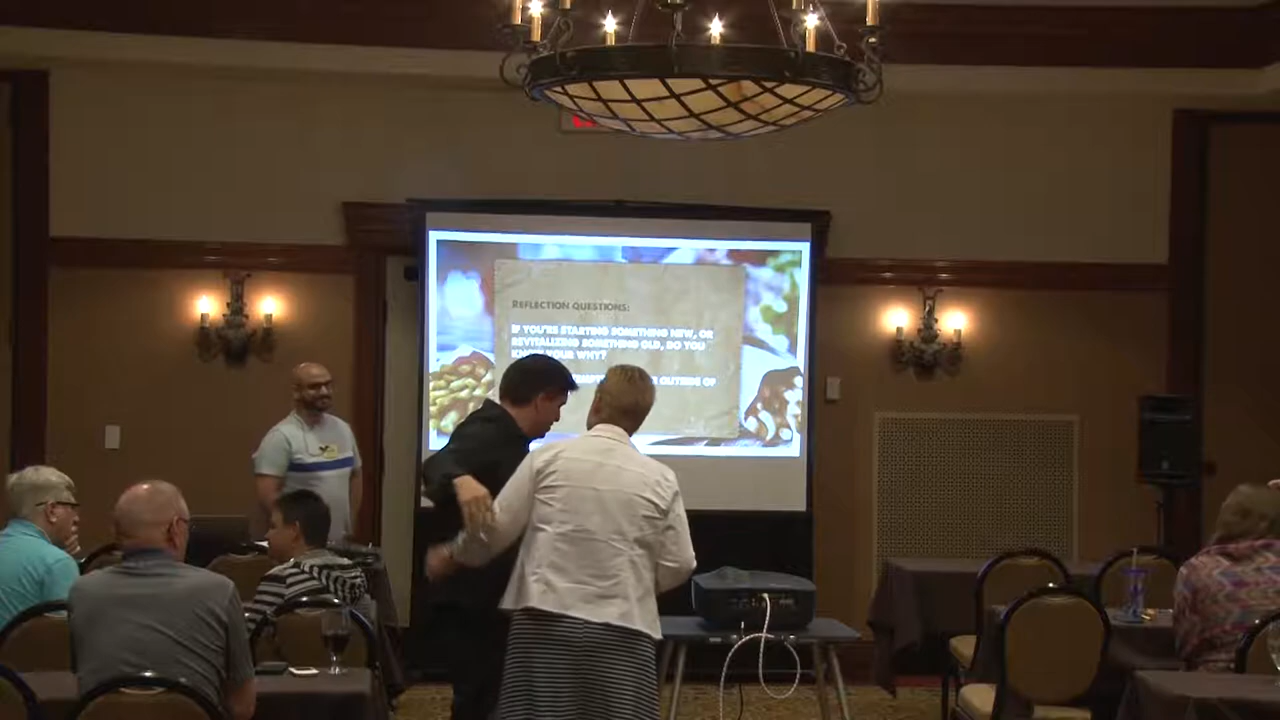 REFLECTION QUESTIONS:
IF YOU'RE STARTING SOMETHING NEW, OR
REVITALIZING SOMETHING OLD, DO YOU
KNOW YOUR WHY?
OUTSIDE OF